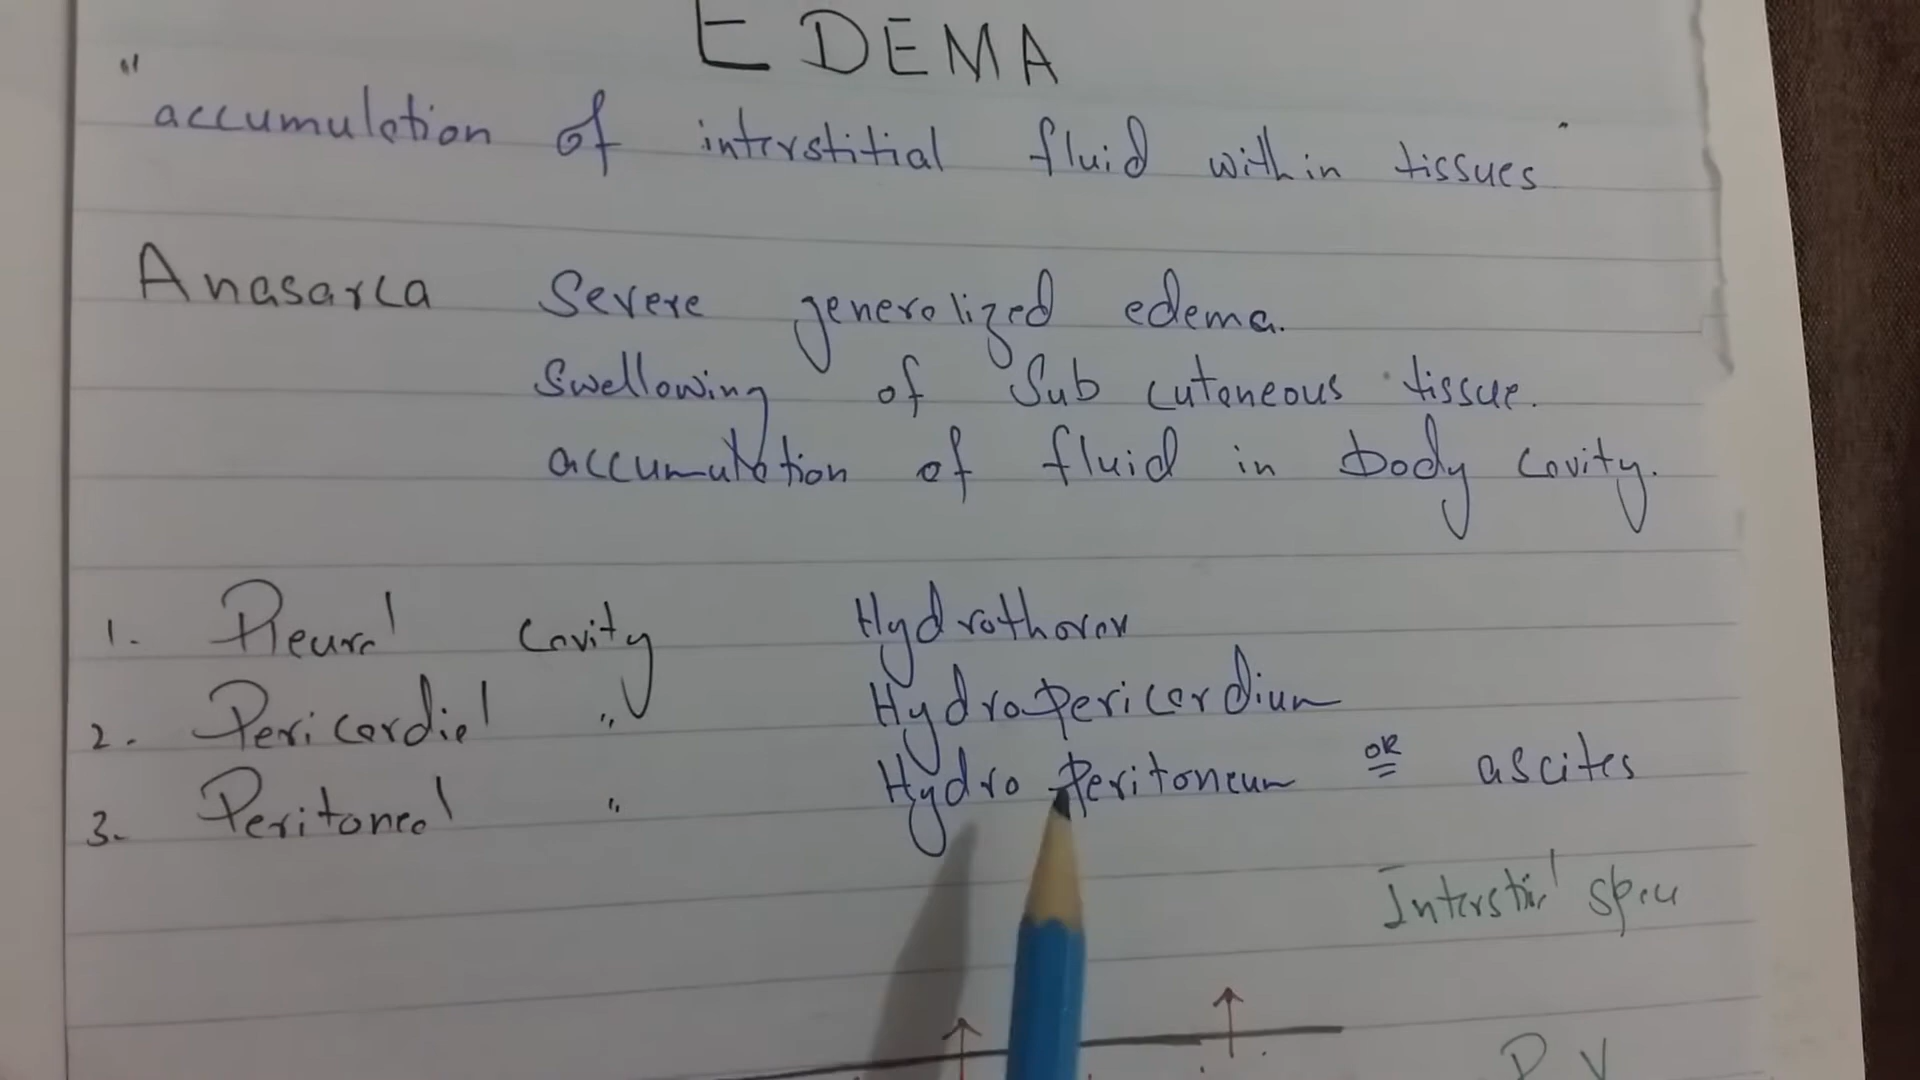 EDEMA
" accumulation of interstitial fluid within tissues "
Anasarca Severe generalized edema.
Swellowing of Sub cutaneous tissue.
accumulation of fluid in body cavity.
1. Pleural cavity Hydrothorax
2. Pericardial " Hydropericardium
3. Peritoneal " Hydro Peritoneum OR ascites
Interstial space
P V